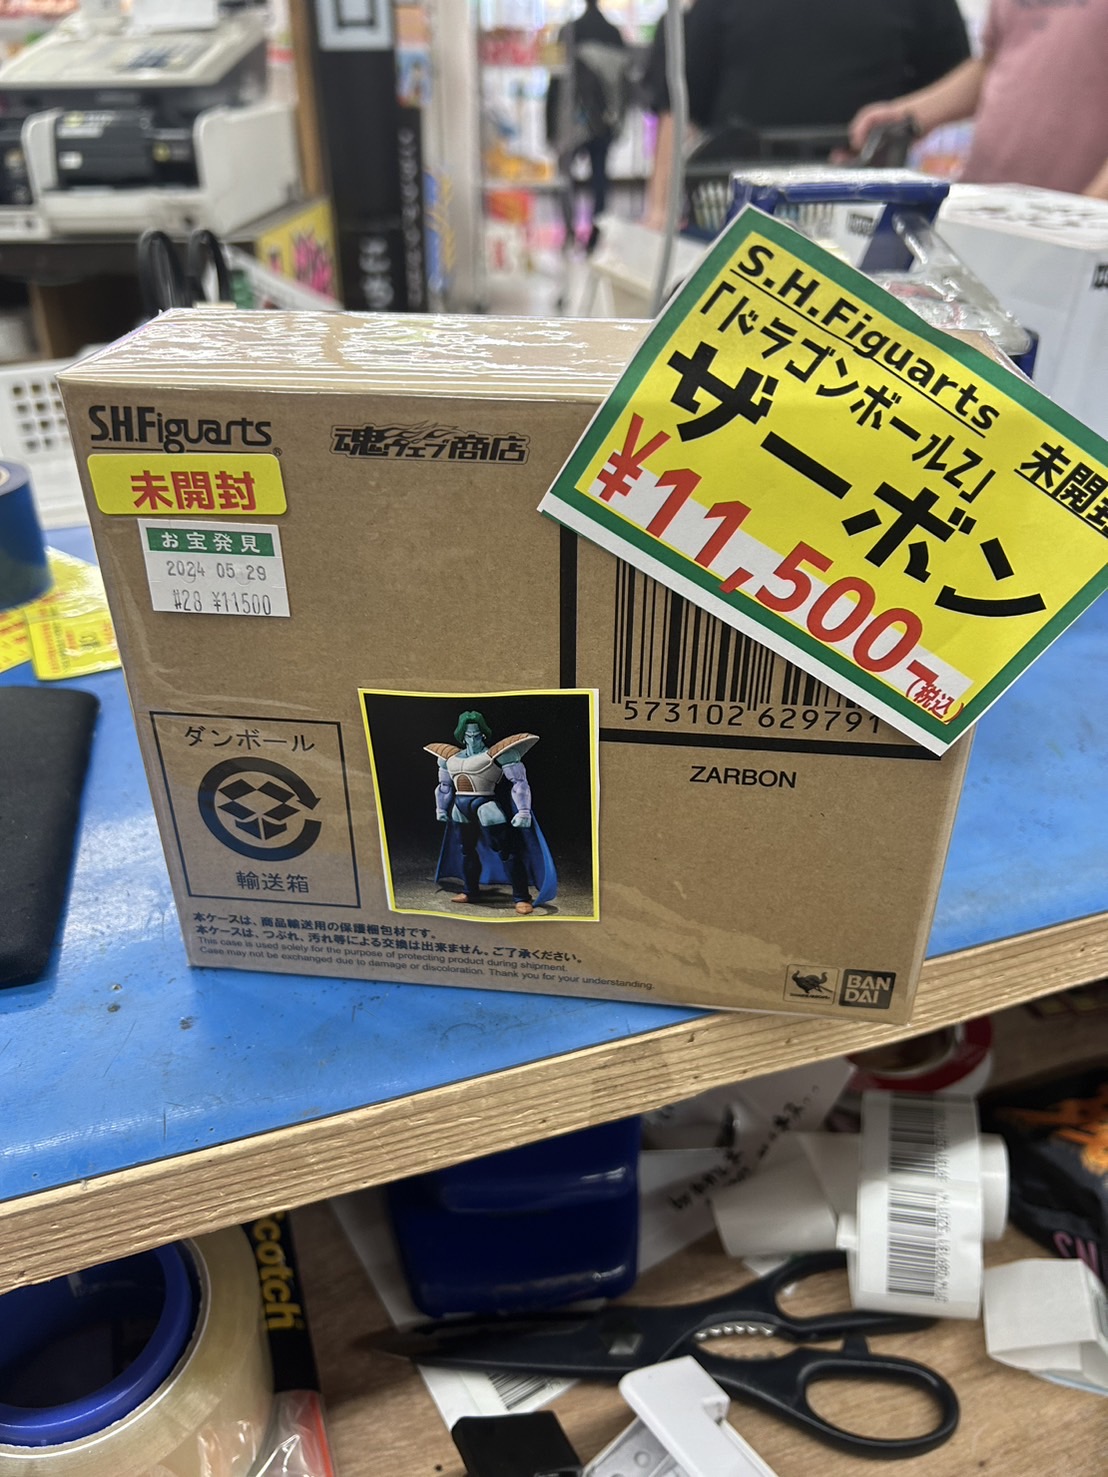 S.H.Figuarts
「ドラゴンボールZ」
未開封
ザーボン
¥11,500-
(税込)
S.H.Figuarts
魂ウェブ商店
未開封
お宝発見
2024 05 29
#28 ¥11500
573102 629791
ZARBON
ダンボール
輸送箱
本ケースは、商品輸送用の保護梱包材です。
本ケースは、つぶれ、汚れ等による交換は出来ません。ご了承ください。
This case is used solely for the purpose of protecting product during shipment.
Case may not be exchanged due to damage or discoloration. Thank you for your understanding.
BAN
DAI
cotch